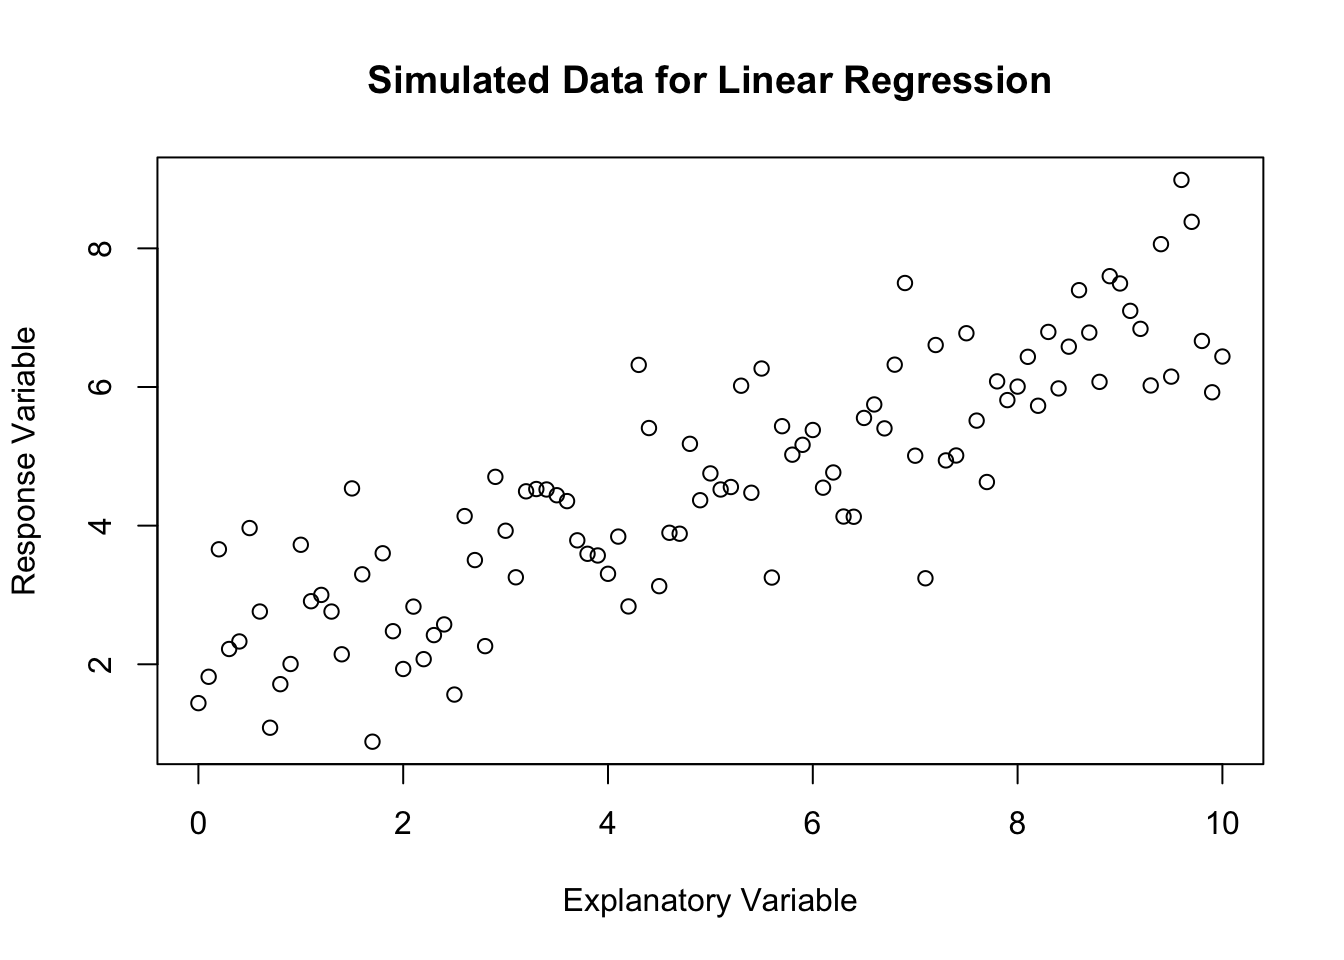 Simulated Data for Linear Regression
Response Variable
8
6
4
2
0 2 4 6 8 10
Explanatory Variable